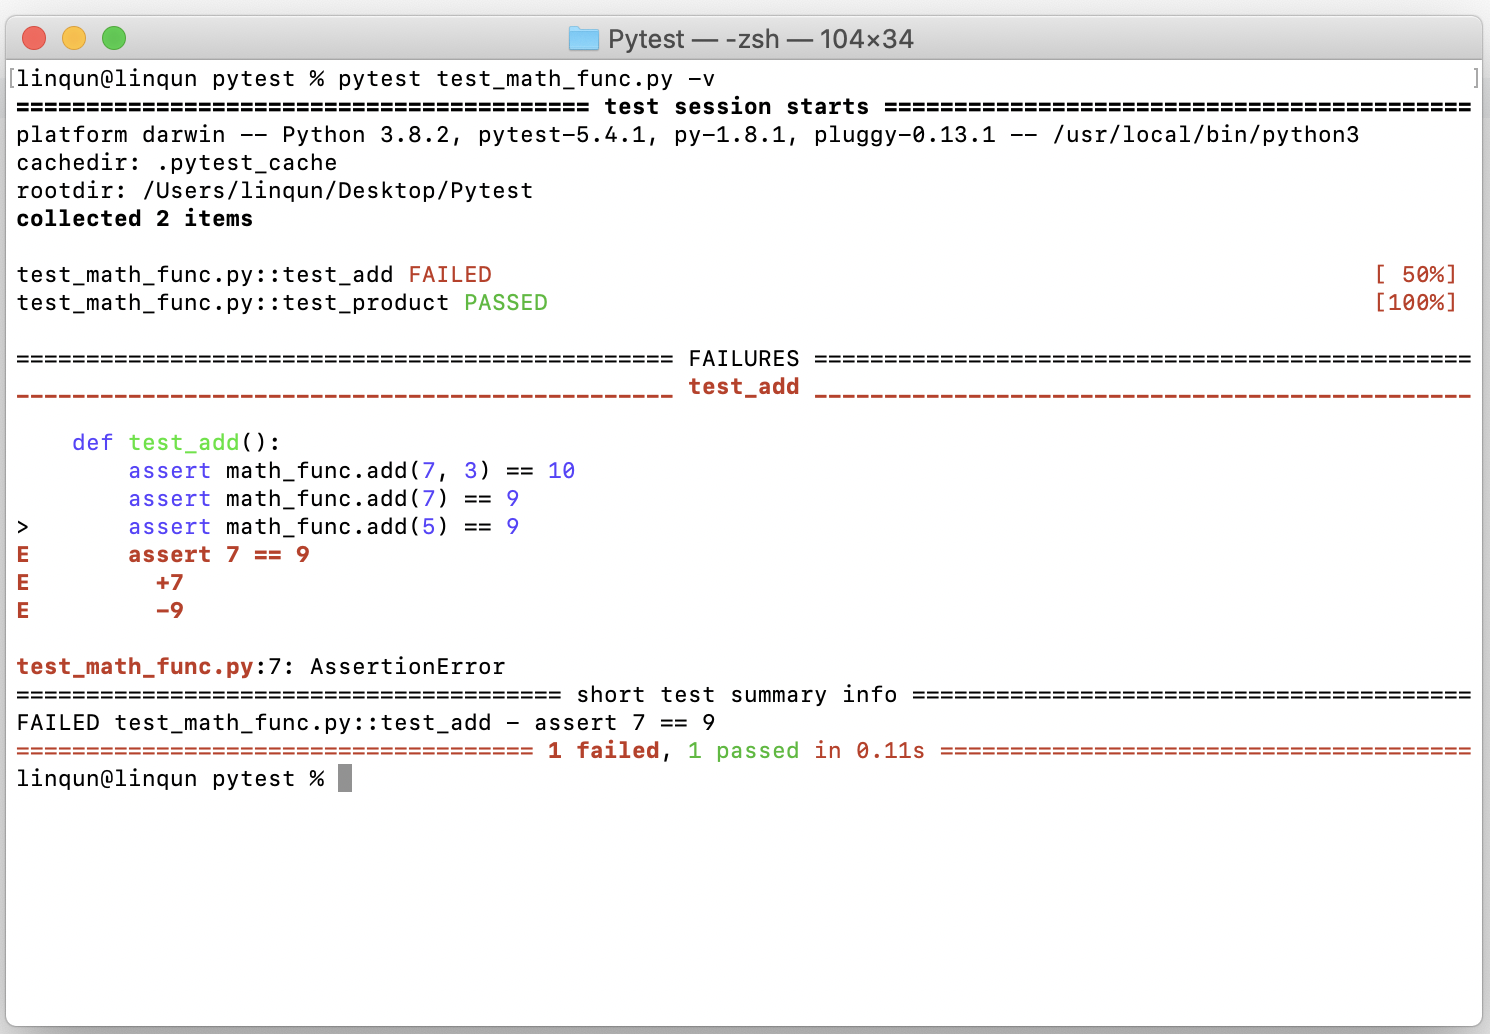 Pytest — -zsh — 104×34
[linqun@linqun pytest % pytest test_math_func.py -v ]
========================================= test session starts ==========================================
platform darwin -- Python 3.8.2, pytest-5.4.1, py-1.8.1, pluggy-0.13.1 -- /usr/local/bin/python3
cachedir: .pytest_cache
rootdir: /Users/linqun/Desktop/Pytest
collected 2 items
test_math_func.py::test_add FAILED [ 50%]
test_math_func.py::test_product PASSED [100%]
=============================================== FAILURES ===============================================
_______________________________________________ test_add _______________________________________________
def test_add():
assert math_func.add(7, 3) == 10
assert math_func.add(7) == 9
> assert math_func.add(5) == 9
E assert 7 == 9
E +7
E -9
test_math_func.py:7: AssertionError
======================================= short test summary info ========================================
FAILED test_math_func.py::test_add - assert 7 == 9
===================================== 1 failed, 1 passed in 0.11s ======================================
linqun@linqun pytest %